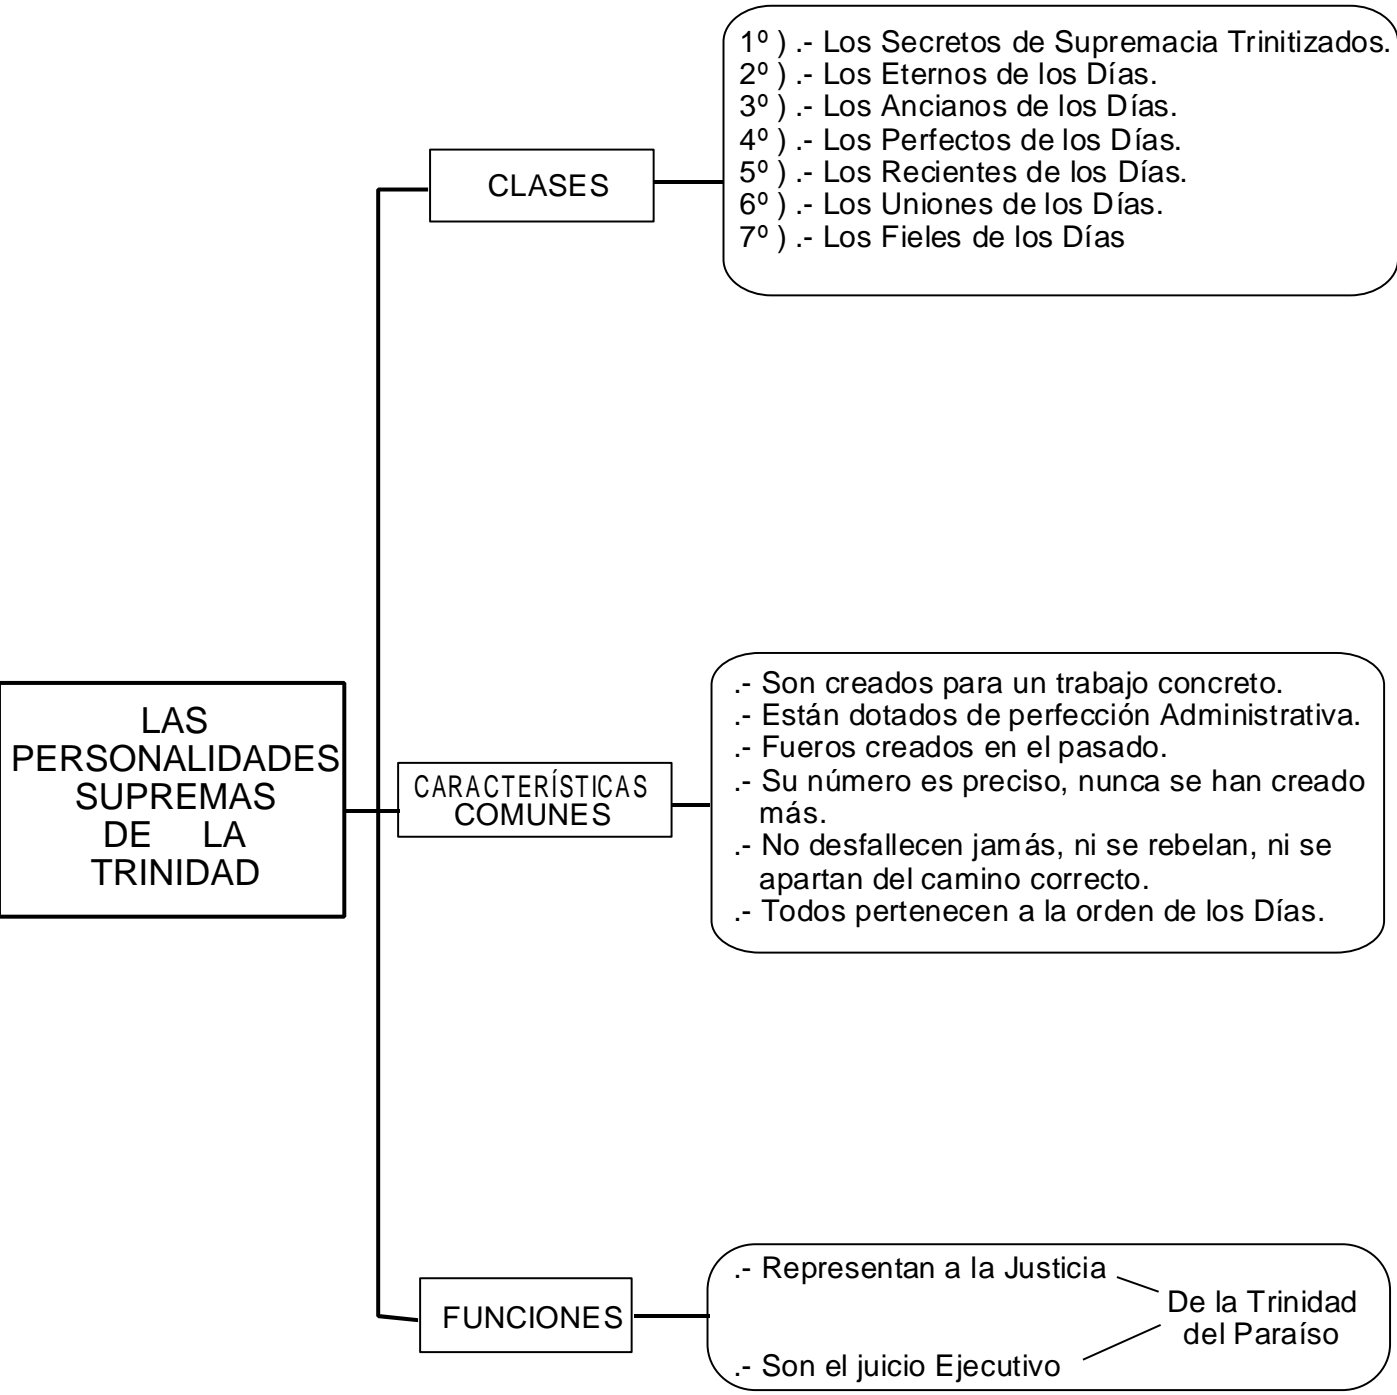 1º ) .- Los Secretos de Supremacia Trinitizados.
2º ) .- Los Eternos de los Días.
3º ) .- Los Ancianos de los Días.
4º ) .- Los Perfectos de los Días.
5º ) .- Los Recientes de los Días.
6º ) .- Los Uniones de los Días.
7º ) .- Los Fieles de los Días
CLASES
LAS
PERSONALIDADES
SUPREMAS
DE LA
TRINIDAD
CARACTERÍSTICAS
COMUNES
.- Son creados para un trabajo concreto.
.- Están dotados de perfección Administrativa.
.- Fueros creados en el pasado.
.- Su número es preciso, nunca se han creado
más.
.- No desfallecen jamás, ni se rebelan, ni se
apartan del camino correcto.
.- Todos pertenecen a la orden de los Días.
FUNCIONES
.- Representan a la Justicia
De la Trinidad
del Paraíso
.- Son el juicio Ejecutivo